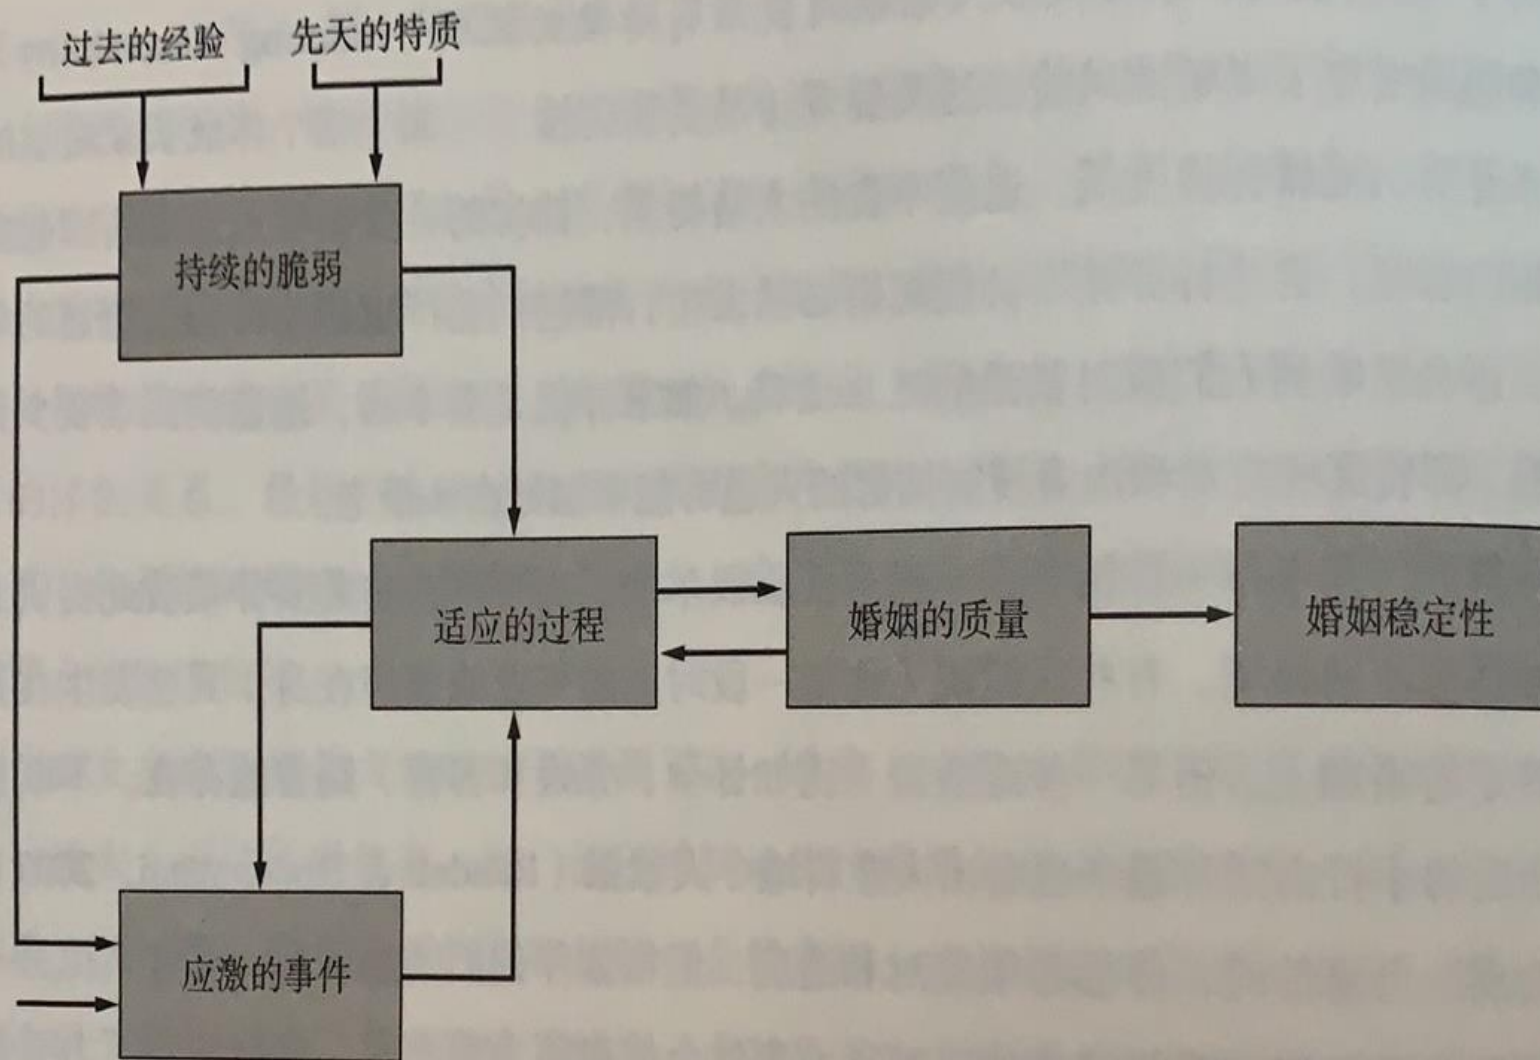 过去的经验
先天的特质
持续的脆弱
适应的过程
婚姻的质量
婚姻稳定性
应激的事件